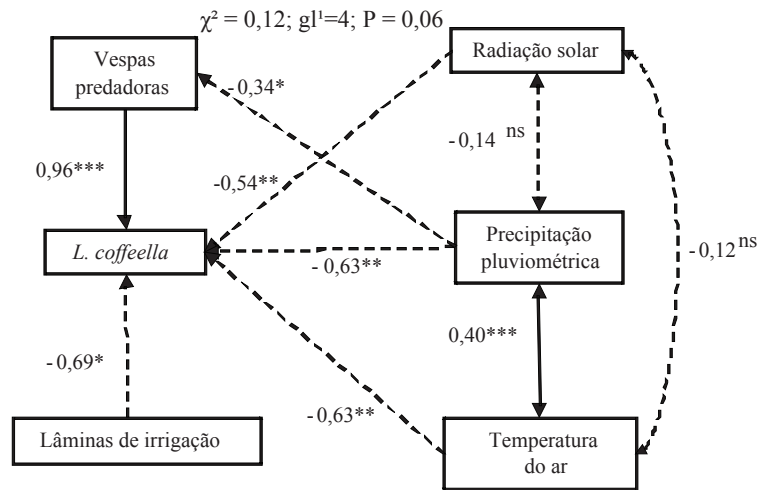 χ² = 0,12; gl¹=4; P = 0,06
Vespas
predadoras
Radiação solar
-0,34*
-0,14 ns
0,96***
-0,54**
L. coffeella
Precipitação
pluviométrica
-0,12 ns
-0,63**
0,40***
-0,69*
-0,63**
Lâminas de irrigação
Temperatura
do ar